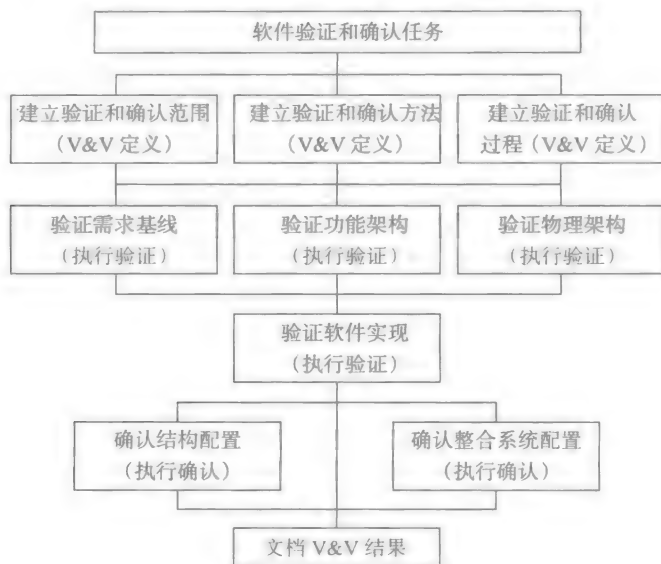 软件验证和确认任务
建立验证和确认范围
(V&V 定义)
建立验证和确认方法
(V&V 定义)
建立验证和确认
过程(V&V 定义)
验证需求基线
(执行验证)
验证功能架构
(执行验证)
验证物理架构
(执行验证)
验证软件实现
(执行验证)
确认结构配置
(执行确认)
确认整合系统配置
(执行确认)
文档 V&V 结果